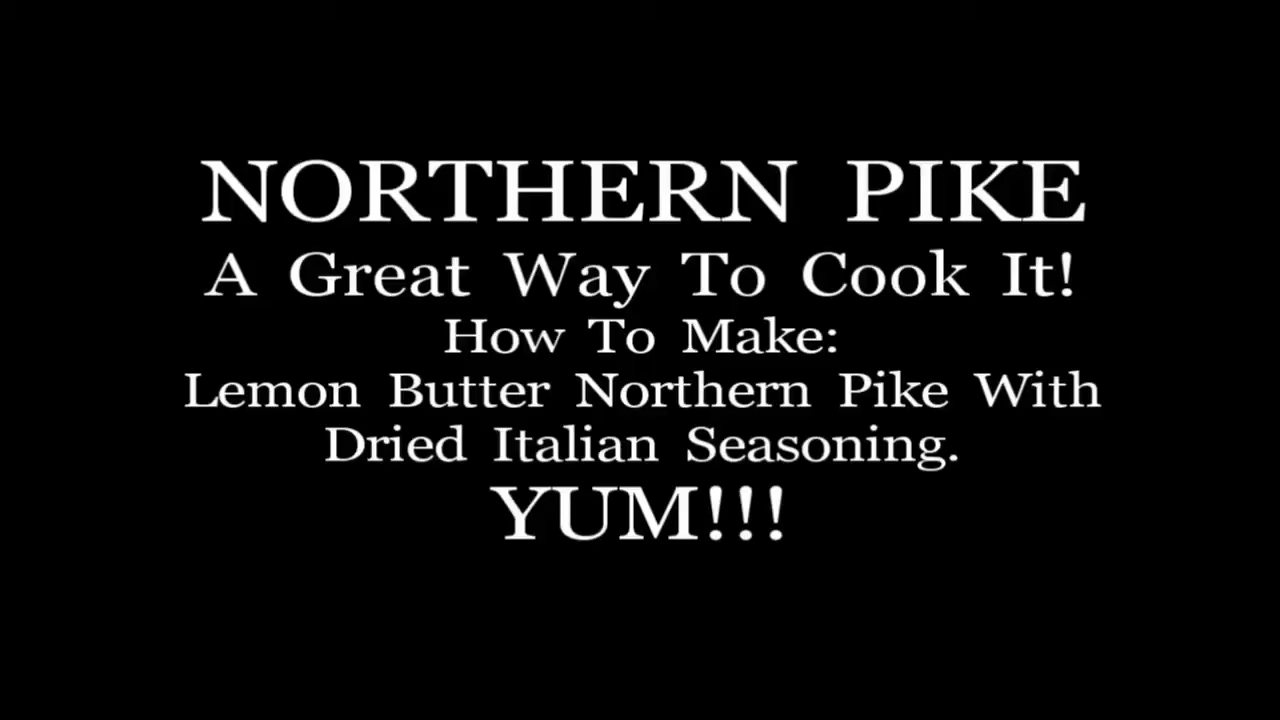 NORTHERN PIKE
A Great Way To Cook It!
How To Make:
Lemon Butter Northern Pike With
Dried Italian Seasoning.
YUM!!!